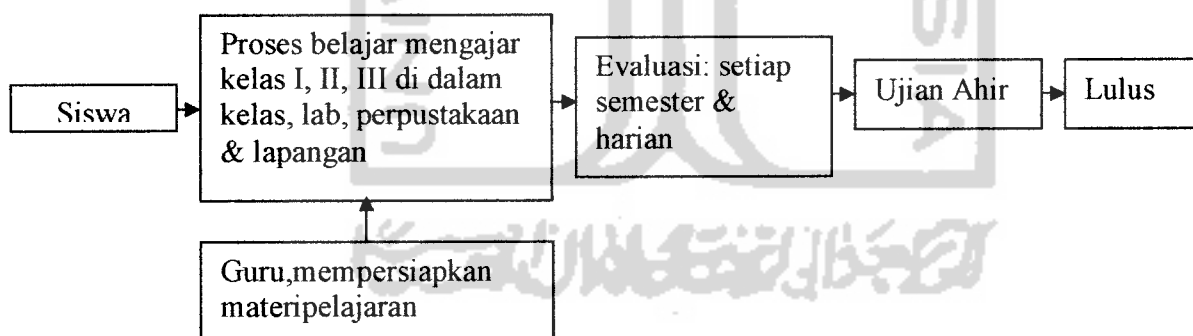 Siswa
Proses belajar mengajar
kelas I, II, III di dalam
kelas, lab, perpustakaan
& lapangan
Evaluasi: setiap
semester &
harian
Ujian Ahir
Lulus
Guru,mempersiapkan
materipelajaran